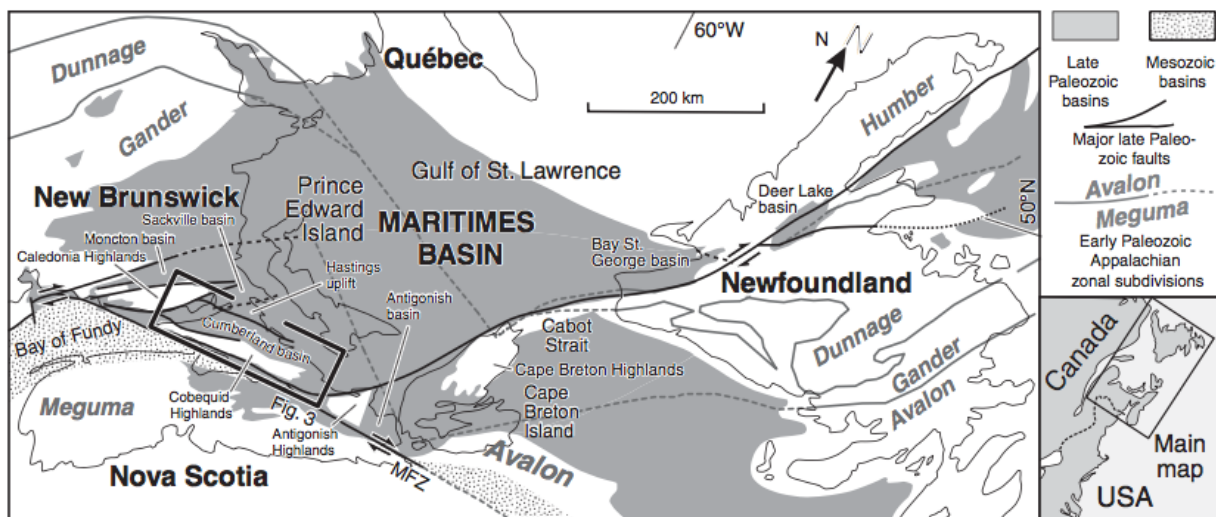 Dunnage
Québec
60°W
N
200 km
Humber
Gander
Gulf of St. Lawrence
Deer Lake
basin
50°N
New Brunswick
Prince
Edward
Island
MARITIMES
BASIN
Sackville basin
Moncton basin
Caledonia Highlands
Hastings
uplift
Bay St.
George basin
Newfoundland
Antigonish
basin
Bay of Fundy
Cumberland basin
Cabot
Strait
Dunnage
Cape Breton Highlands
Gander
Meguma
Cobequid
Highlands
Fig. 3
Cape
Breton
Island
Avalon
Antigonish
Highlands
Nova Scotia
MFZ
Avalon
Late
Paleozoic
basins
Mesozoic
basins
Major late Paleo-
zoic faults
Avalon
Meguma
Early Paleozoic
Appalachian
zonal subdivisions
Canada
Main
map
USA